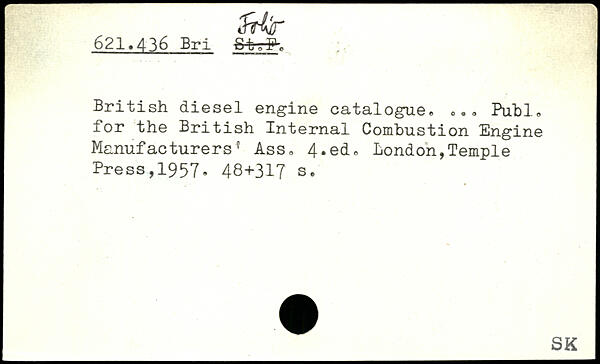 Folio
621.436 Bri St.F.
British diesel engine catalogue. ... Publ.
for the British Internal Combustion Engine
Manufacturers' Ass. 4.ed. London,Temple
Press,1957. 48+317 s.
SK